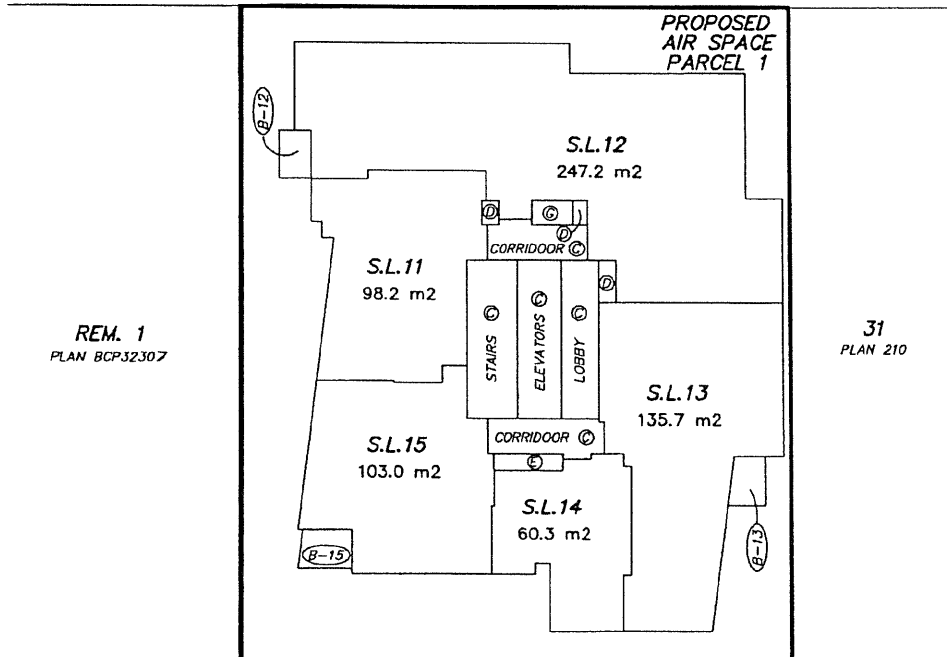 PROPOSED
AIR SPACE
PARCEL 1
B-12
S.L.12
247.2 m2
D
G
D
CORRIDOOR C
S.L.11
98.2 m2
D
STAIRS C
ELEVATORS C
LOBBY C
REM. 1
PLAN BCP32307
31
PLAN 210
S.L.13
135.7 m2
CORRIDOOR C
S.L.15
103.0 m2
E
S.L.14
60.3 m2
B-15
B-13